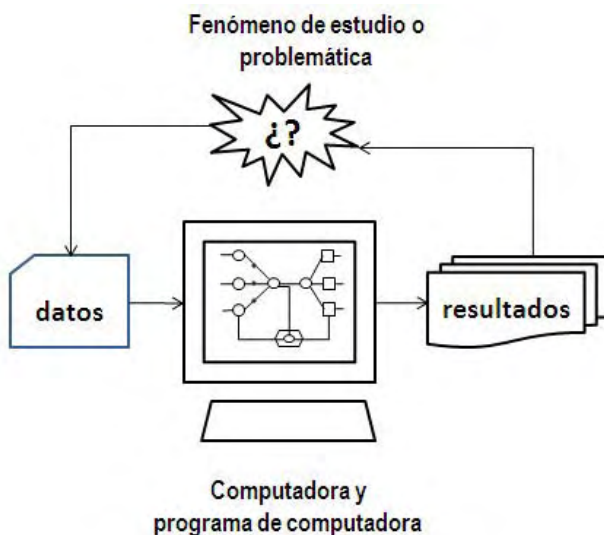 Fenómeno de estudio o
problemática
¿?
datos
resultados
Computadora y
programa de computadora